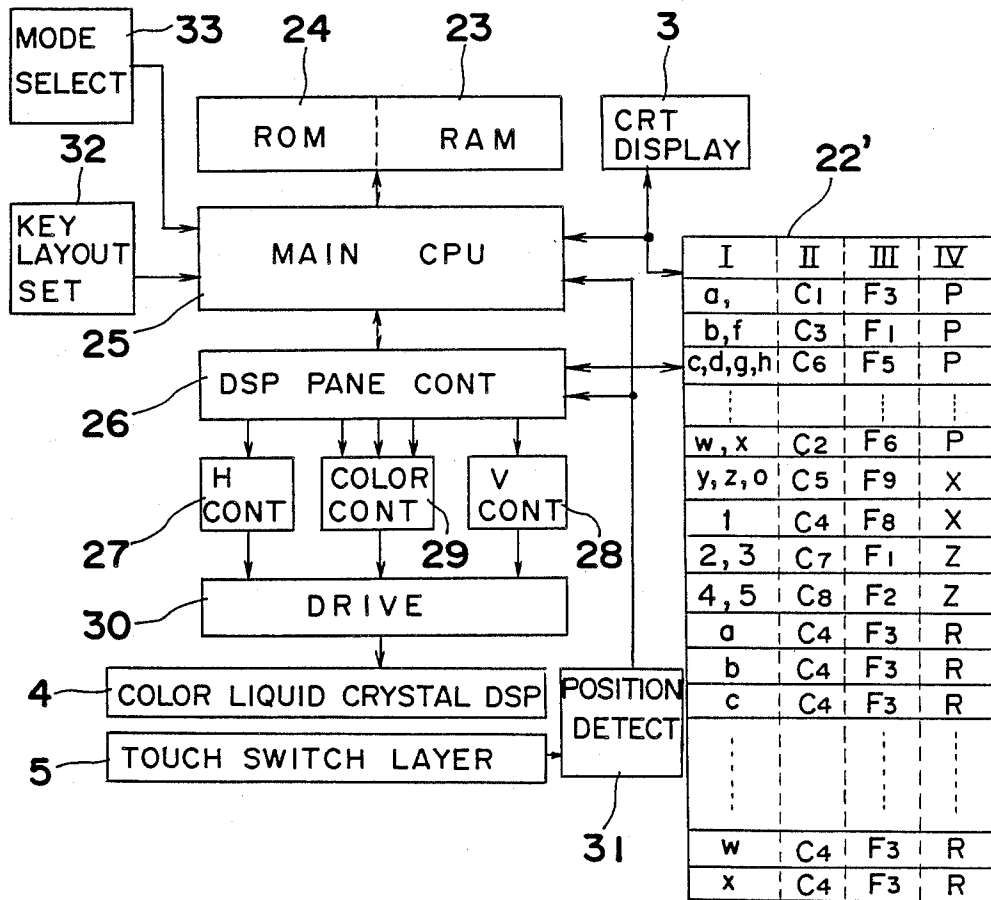 MODE
SELECT
33
24
23
3
ROM
RAM
CRT
DISPLAY
32
22'
KEY
LAYOUT
SET
MAIN CPU
25
DSP PANE CONT
26
H
CONT
COLOR
CONT
V
CONT
27
29
28
DRIVE
30
4
COLOR LIQUID CRYSTAL DSP
POSITION
DETECT
5
TOUCH SWITCH LAYER
31
I II III IV
a, C1 F3 P
b,f C3 F1 P
c,d,g,h C6 F5 P
w,x C2 F6 P
y,z,o C5 F9 X
1 C4 F8 X
2,3 C7 F1 Z
4,5 C8 F2 Z
a C4 F3 R
b C4 F3 R
c C4 F3 R
w C4 F3 R
x C4 F3 R